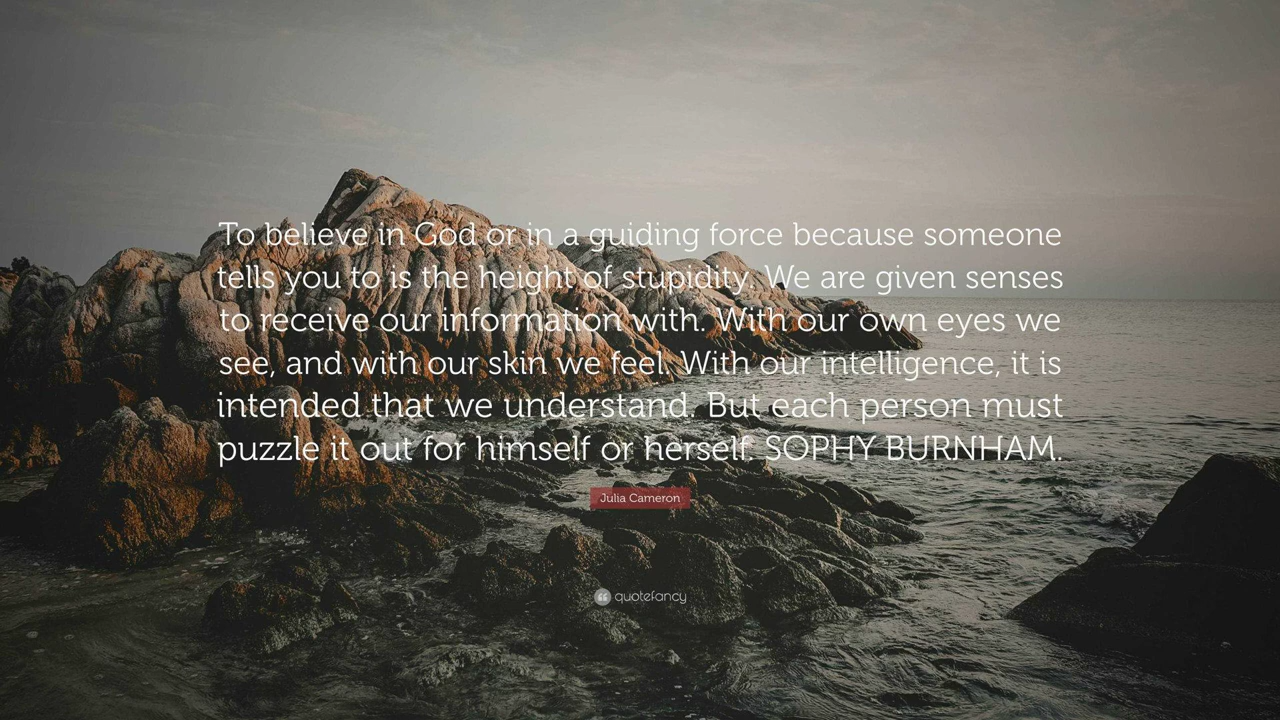 To believe in God or in a guiding force because someone
tells you to is the height of stupidity. We are given senses
to receive our information with. With our own eyes we
see, and with our skin we feel. With our intelligence, it is
intended that we understand. But each person must
puzzle it out for himself or herself. SOPHY BURNHAM.
Julia Cameron
quotefancy